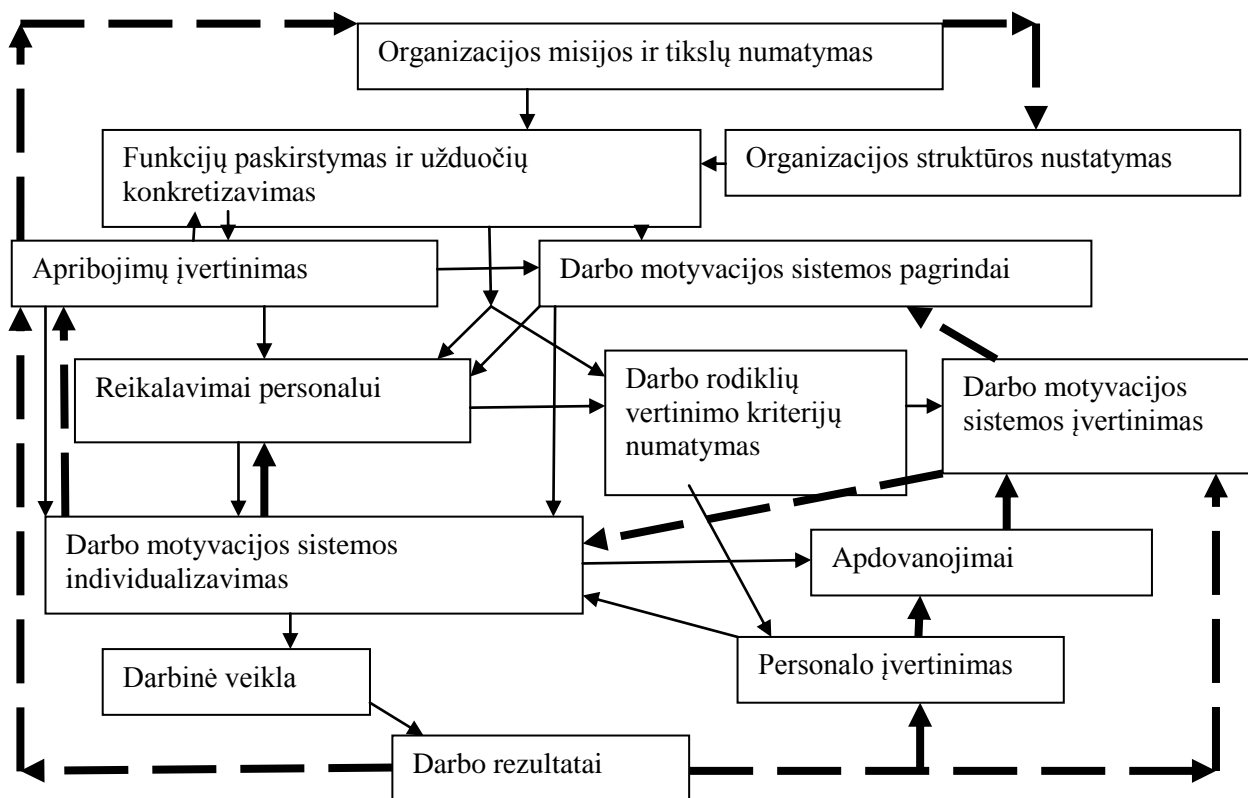 Organizacijos misijos ir tikslų numatymas
Funkcijų paskirstymas ir užduočių
konkretizavimas
Organizacijos struktūros nustatymas
Apribojimų įvertinimas
Darbo motyvacijos sistemos pagrindai
Reikalavimai personalui
Darbo rodiklių
vertinimo kriterijų
numatymas
Darbo motyvacijos
sistemos įvertinimas
Darbo motyvacijos sistemos
individualizavimas
Apdovanojimai
Darbinė veikla
Personalo įvertinimas
Darbo rezultatai